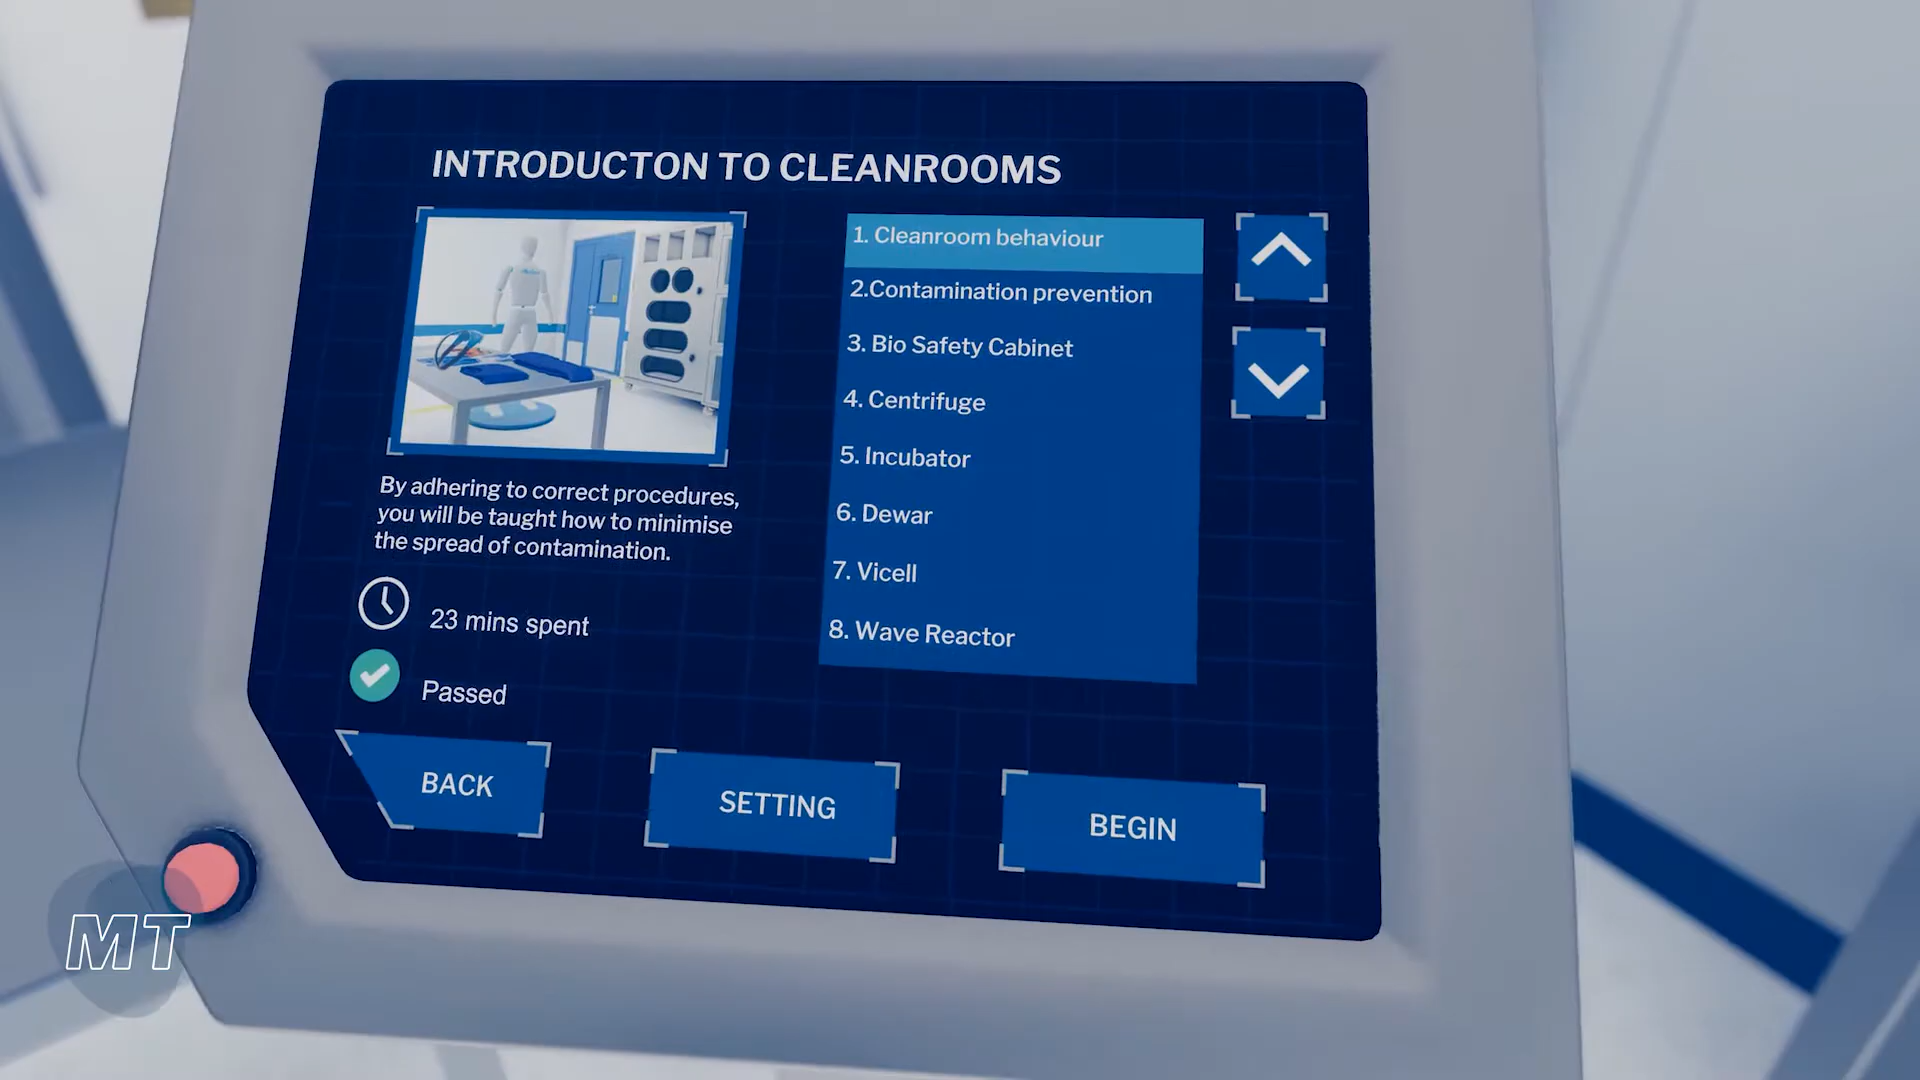 INTRODUCTON TO CLEANROOMS
By adhering to correct procedures,
you will be taught how to minimise
the spread of contamination.
23 mins spent
Passed
1. Cleanroom behaviour
2.Contamination prevention
3. Bio Safety Cabinet
4. Centrifuge
5. Incubator
6. Dewar
7. Vicell
8. Wave Reactor
BACK
SETTING
BEGIN
MT